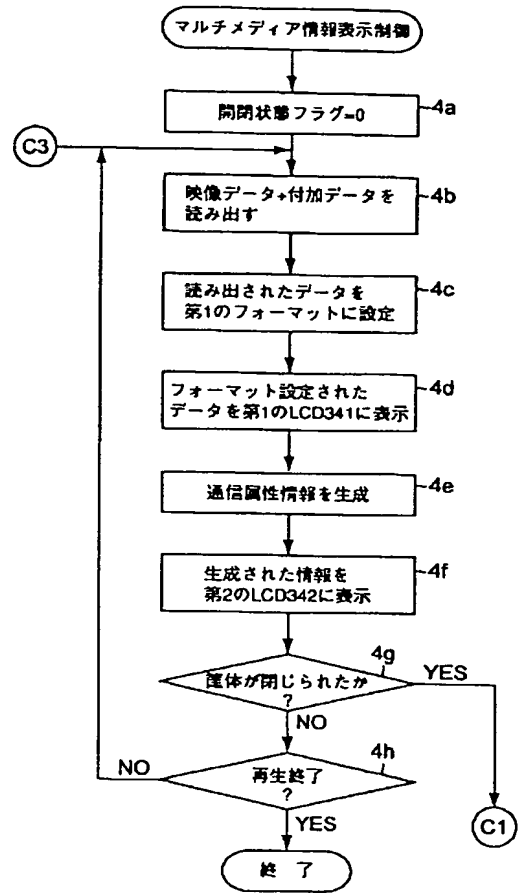 マルチメディア情報表示制御
開閉状態フラグ=0
4a
C3
映像データ+付加データを
読み出す
4b
読み出されたデータを
第1のフォーマットに設定
4c
フォーマット設定された
データを第1のLCD341に表示
4d
通信属性情報を生成
4e
生成された情報を
第2のLCD342に表示
4f
4g
筐体が閉じられたか
?
YES
NO
4h
NO
再生終了
?
YES
C1
終 了